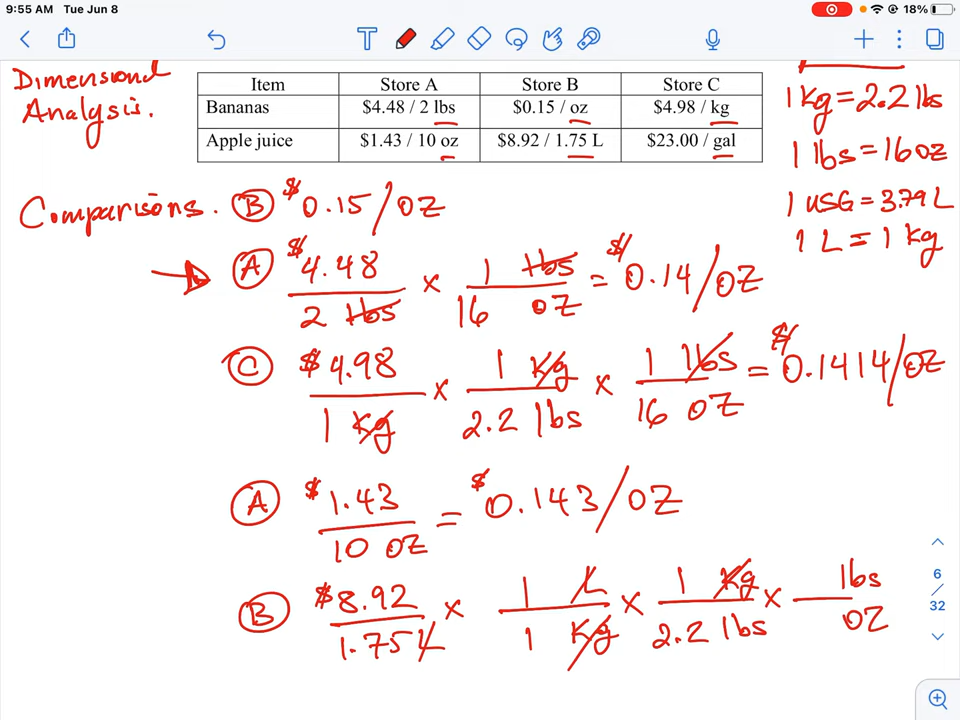 9:55 AM Tue Jun 8
18%
Dimensional
Analysis.
Item Store A Store B Store C
Bananas $4.48 / 2 lbs $0.15 / oz $4.98 / kg
Apple juice $1.43 / 10 oz $8.92 / 1.75 L $23.00 / gal
1 Kg = 2.2 lbs
1 lbs = 16 oz
1 USG = 3.79 L
1 L = 1 kg
Comparisons. B $0.15/OZ
A $4.48 / 2 lbs × 1 lbs / 16 OZ = $0.14/OZ
C $4.98 / 1 Kg × 1 Kg / 2.2 lbs × 1 lbs / 16 OZ = $0.1414/OZ
A $1.43 / 10 OZ = $0.143/OZ
B $8.92 / 1.75 L × 1 L / 1 Kg × 1 Kg / 2.2 lbs × lbs / OZ
6
/
32